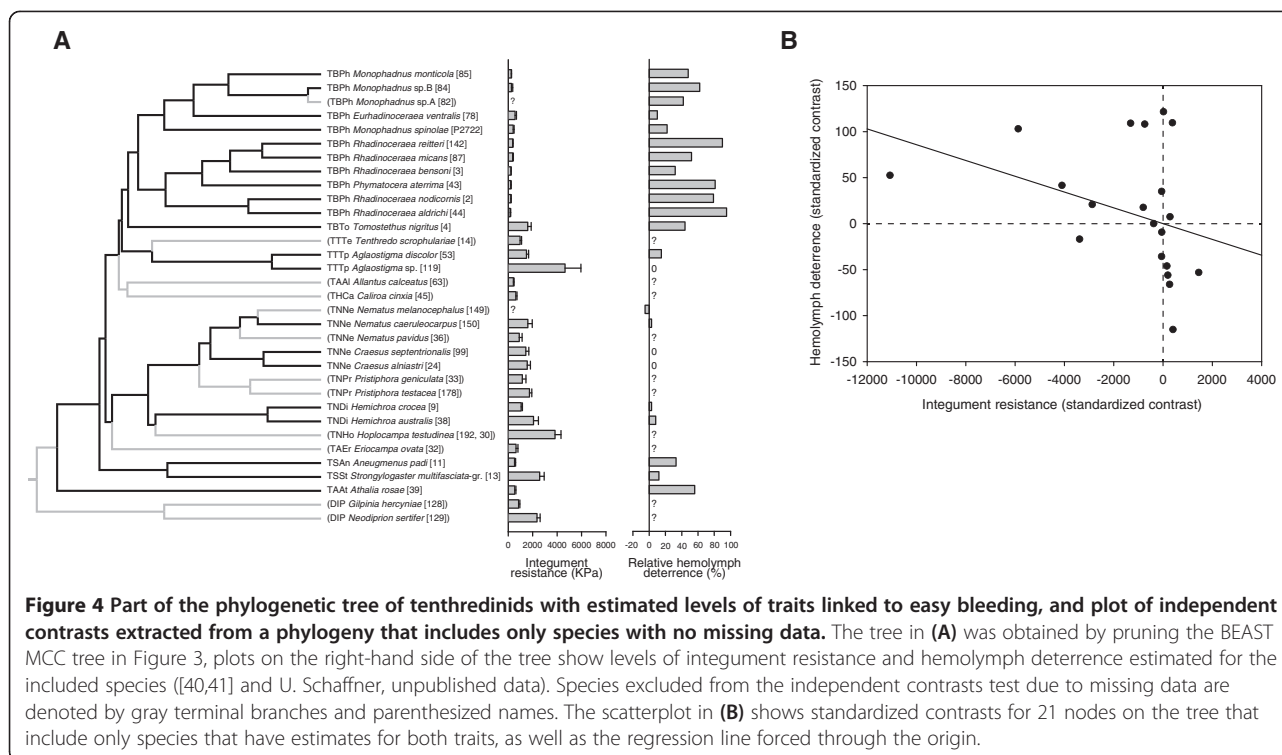 A
B
TBPh Monophadnus monticola [85]
TBPh Monophadnus sp.B [84]
(TBPh Monophadnus sp.A [82]) ?
TBPh Eurhadinoceraea ventralis [78]
TBPh Monophadnus spinolae [P2722]
TBPh Rhadinoceraea reitteri [142]
TBPh Rhadinoceraea micans [87]
TBPh Rhadinoceraea bensoni [3]
TBPh Phymatocera aterrima [43]
TBPh Rhadinoceraea nodicornis [2]
TBPh Rhadinoceraea aldrichi [44]
TBTo Tomostethus nigritus [4]
(TTTe Tenthredo scrophulariae [14]) ?
TTTp Aglaostigma discolor [53]
TTTp Aglaostigma sp. [119] 0
(TAAl Allantus calceatus [63]) ?
(THCa Caliroa cinxia [45]) ?
(TNNe Nematus melanocephalus [149]) ?
TNNe Nematus caeruleocarpus [150]
(TNNe Nematus pavidus [36]) ?
TNNe Craesus septentrionalis [99] 0
TNNe Craesus alniastri [24] 0
(TNPr Pristiphora geniculata [33]) ?
(TNPr Pristiphora testacea [178]) ?
TNDi Hemichroa crocea [9]
TNDi Hemichroa australis [38]
(TNHo Hoplocampa testudinea [192, 30]) ?
(TAEr Eriocampa ovata [32]) ?
TSAn Aneugmenus padi [11]
TSSt Strongylogaster multifasciata-gr. [13]
TAAt Athalia rosae [39]
(DIP Gilpinia hercyniae [128]) ?
(DIP Neodiprion sertifer [129]) ?
0 2000 4000 6000 8000
Integument
resistance (KPa)
-20 0 20 40 60 80 100
Relative hemolymph
deterrence (%)
Hemolymph deterrence (standardized contrast)
150
100
50
0
-50
-100
-150
-12000 -10000 -8000 -6000 -4000 -2000 0 2000 4000
Integument resistance (standardized contrast)
Figure 4 Part of the phylogenetic tree of tenthredinids with estimated levels of traits linked to easy bleeding, and plot of independent
contrasts extracted from a phylogeny that includes only species with no missing data. The tree in (A) was obtained by pruning the BEAST
MCC tree in Figure 3, plots on the right-hand side of the tree show levels of integument resistance and hemolymph deterrence estimated for the
included species ([40,41] and U. Schaffner, unpublished data). Species excluded from the independent contrasts test due to missing data are
denoted by gray terminal branches and parenthesized names. The scatterplot in (B) shows standardized contrasts for 21 nodes on the tree that
include only species that have estimates for both traits, as well as the regression line forced through the origin.